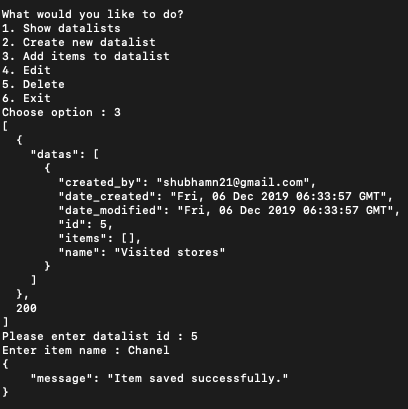 What would you like to do?
1. Show datalists
2. Create new datalist
3. Add items to datalist
4. Edit
5. Delete
6. Exit
Choose option : 3
[
  {
    "datas": [
      {
        "created_by": "shubhamn21@gmail.com",
        "date_created": "Fri, 06 Dec 2019 06:33:57 GMT",
        "date_modified": "Fri, 06 Dec 2019 06:33:57 GMT",
        "id": 5,
        "items": [],
        "name": "Visited stores"
      }
    ]
  },
  200
]
Please enter datalist id : 5
Enter item name : Chanel
{
    "message": "Item saved successfully."
}